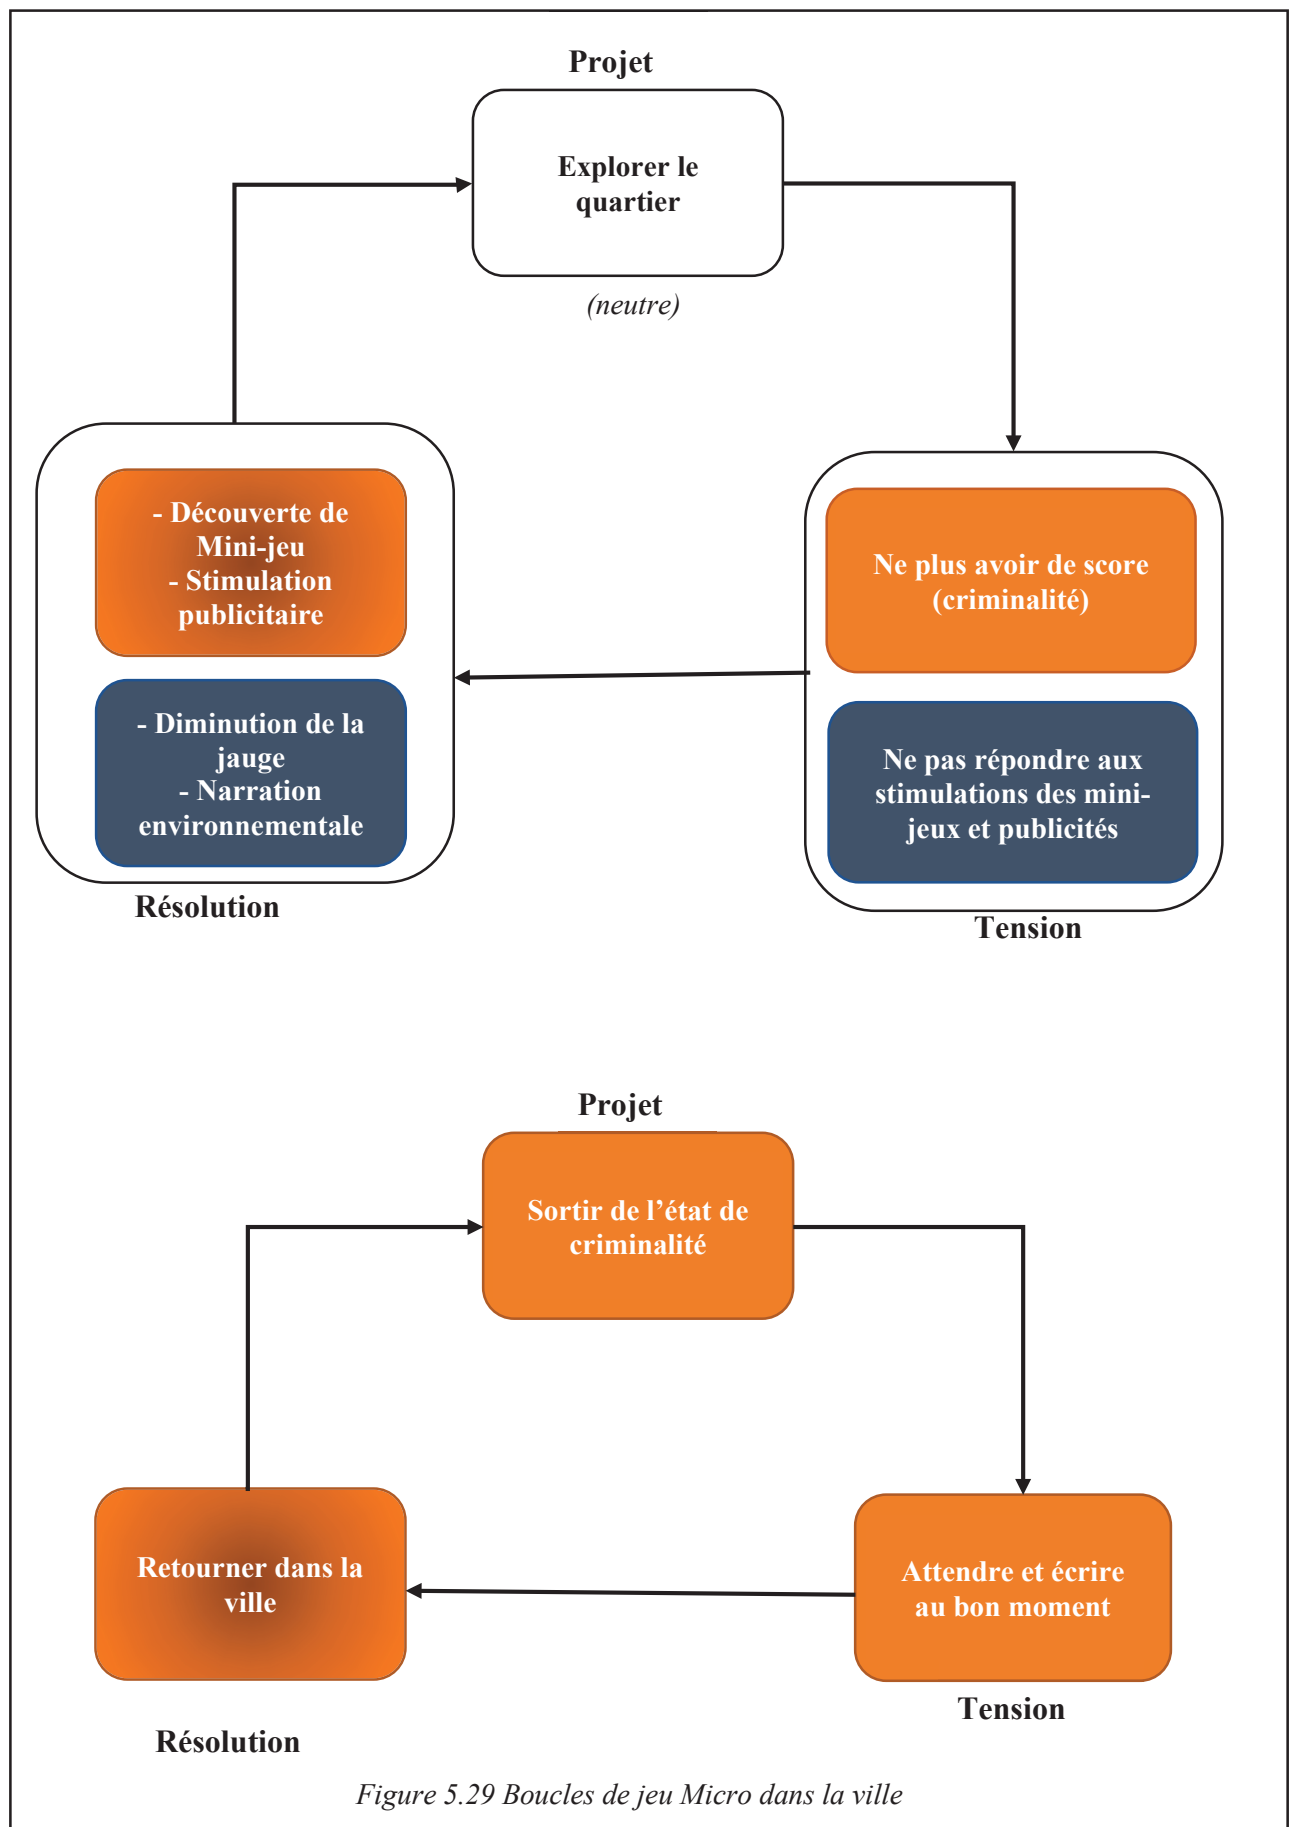 Projet
Explorer le
quartier
(neutre)
- Découverte de
Mini-jeu
- Stimulation
publicitaire
- Diminution de la
jauge
- Narration
environnementale
Résolution
Ne plus avoir de score
(criminalité)
Ne pas répondre aux
stimulations des mini-
jeux et publicités
Tension
Projet
Sortir de l’état de
criminalité
Retourner dans la
ville
Résolution
Attendre et écrire
au bon moment
Tension
Figure 5.29 Boucles de jeu Micro dans la ville